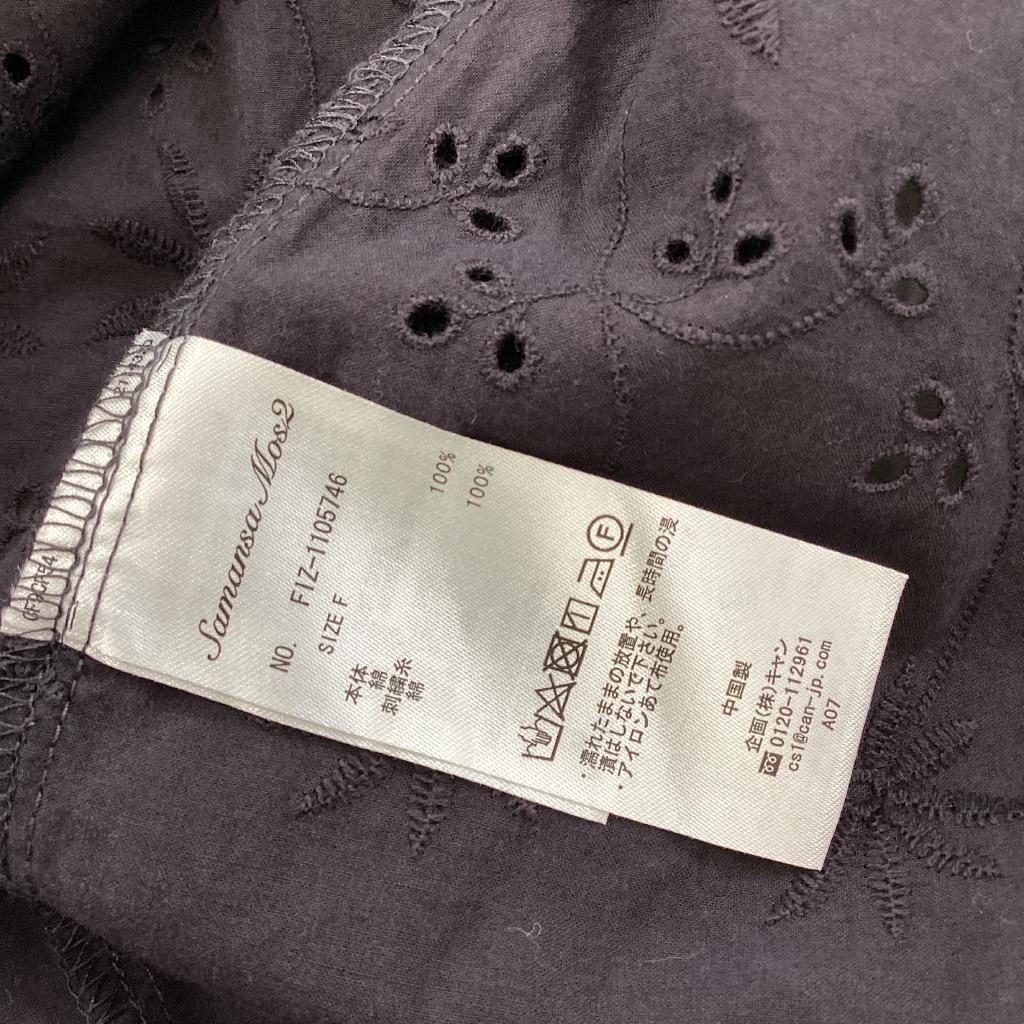 Samansa Mos2
NO. FIZ-1105746
SIZE F
本体
綿 100%
刺繍糸
綿 100%
F
・濡れたままの放置や、長時間の浸
漬はしないで下さい。
・アイロンあて布使用。
中国製
企画(株)キャン
0120-112961
cs1@can-jp.com
A07